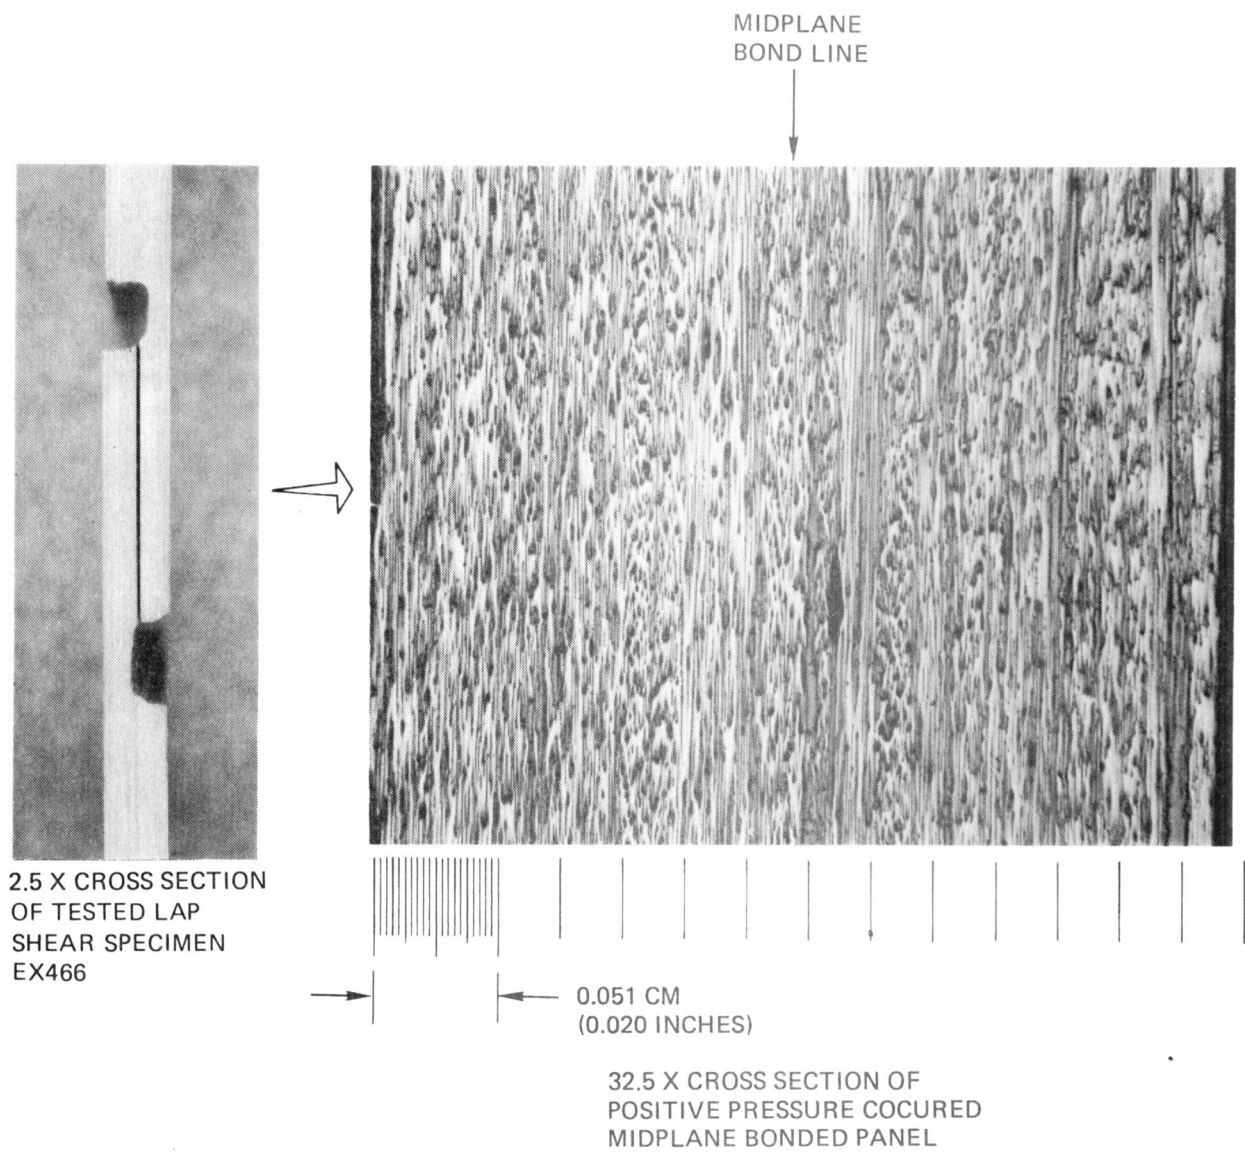 MIDPLANE
BOND LINE
2.5 X CROSS SECTION
OF TESTED LAP
SHEAR SPECIMEN
EX466
0.051 CM
(0.020 INCHES)
32.5 X CROSS SECTION OF
POSITIVE PRESSURE COCURED
MIDPLANE BONDED PANEL